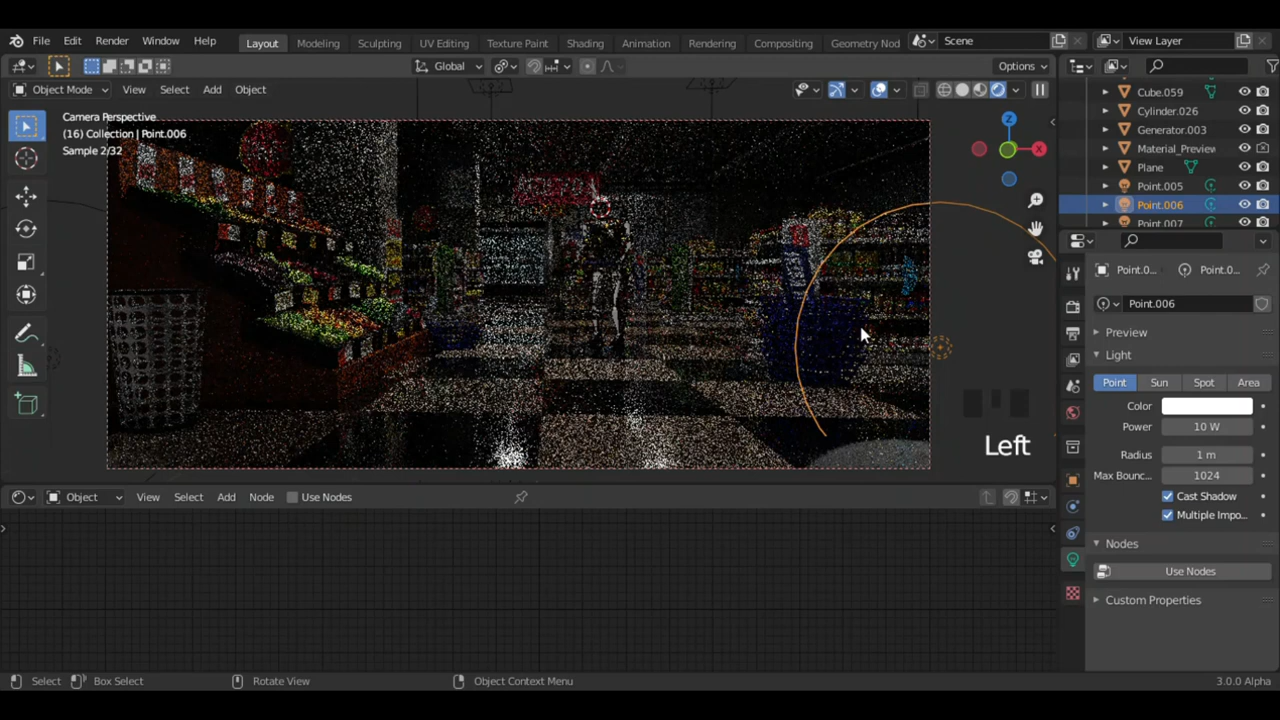 File Edit Render Window Help Layout Modeling Sculpting UV Editing Texture Paint Shading Animation Rendering Compositing Geometry Nod Scene View Layer
Global Options
Object Mode View Select Add Object
Camera Perspective
(16) Collection | Point.006
Sample 2/32
Z
X
Left
Object View Select Add Node Use Nodes
Cube.059
Cylinder.026
Generator.003
Material_Preview
Plane
Point.005
Point.006
Point.007
Point.0... Point.0...
Point.006
Preview
Light
Point Sun Spot Area
Color
Power 10 W
Radius 1 m
Max Bounc... 1024
Cast Shadow
Multiple Impo...
Nodes
Use Nodes
Custom Properties
Select Box Select Rotate View Object Context Menu 3.0.0 Alpha